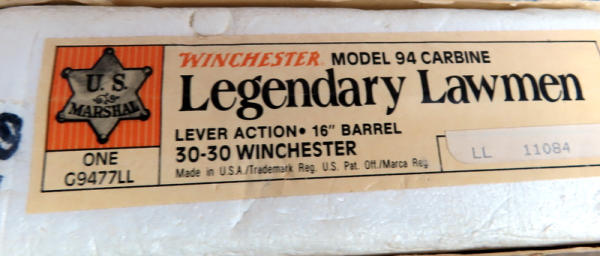 U.S.
MARSHAL
ONE
G9477LL
WINCHESTER® MODEL 94 CARBINE
Legendary Lawmen
LEVER ACTION • 16" BARREL
30-30 WINCHESTER
Made in U.S.A./Trademark Reg. U.S. Pat. Off./Marca Reg.
LL 11084